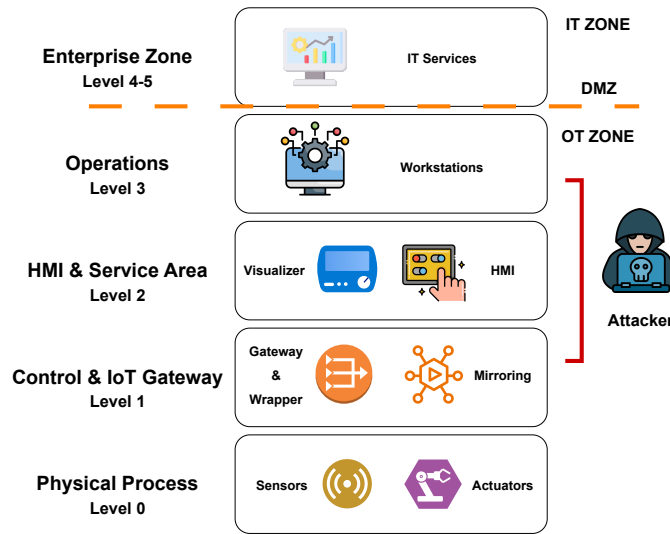 IT ZONE
Enterprise Zone
Level 4-5
IT Services
DMZ
OT ZONE
Operations
Level 3
Workstations
HMI & Service Area
Level 2
Visualizer
HMI
Attacker
Control & IoT Gateway
Level 1
Gateway
&
Wrapper
Mirroring
Physical Process
Level 0
Sensors
Actuators